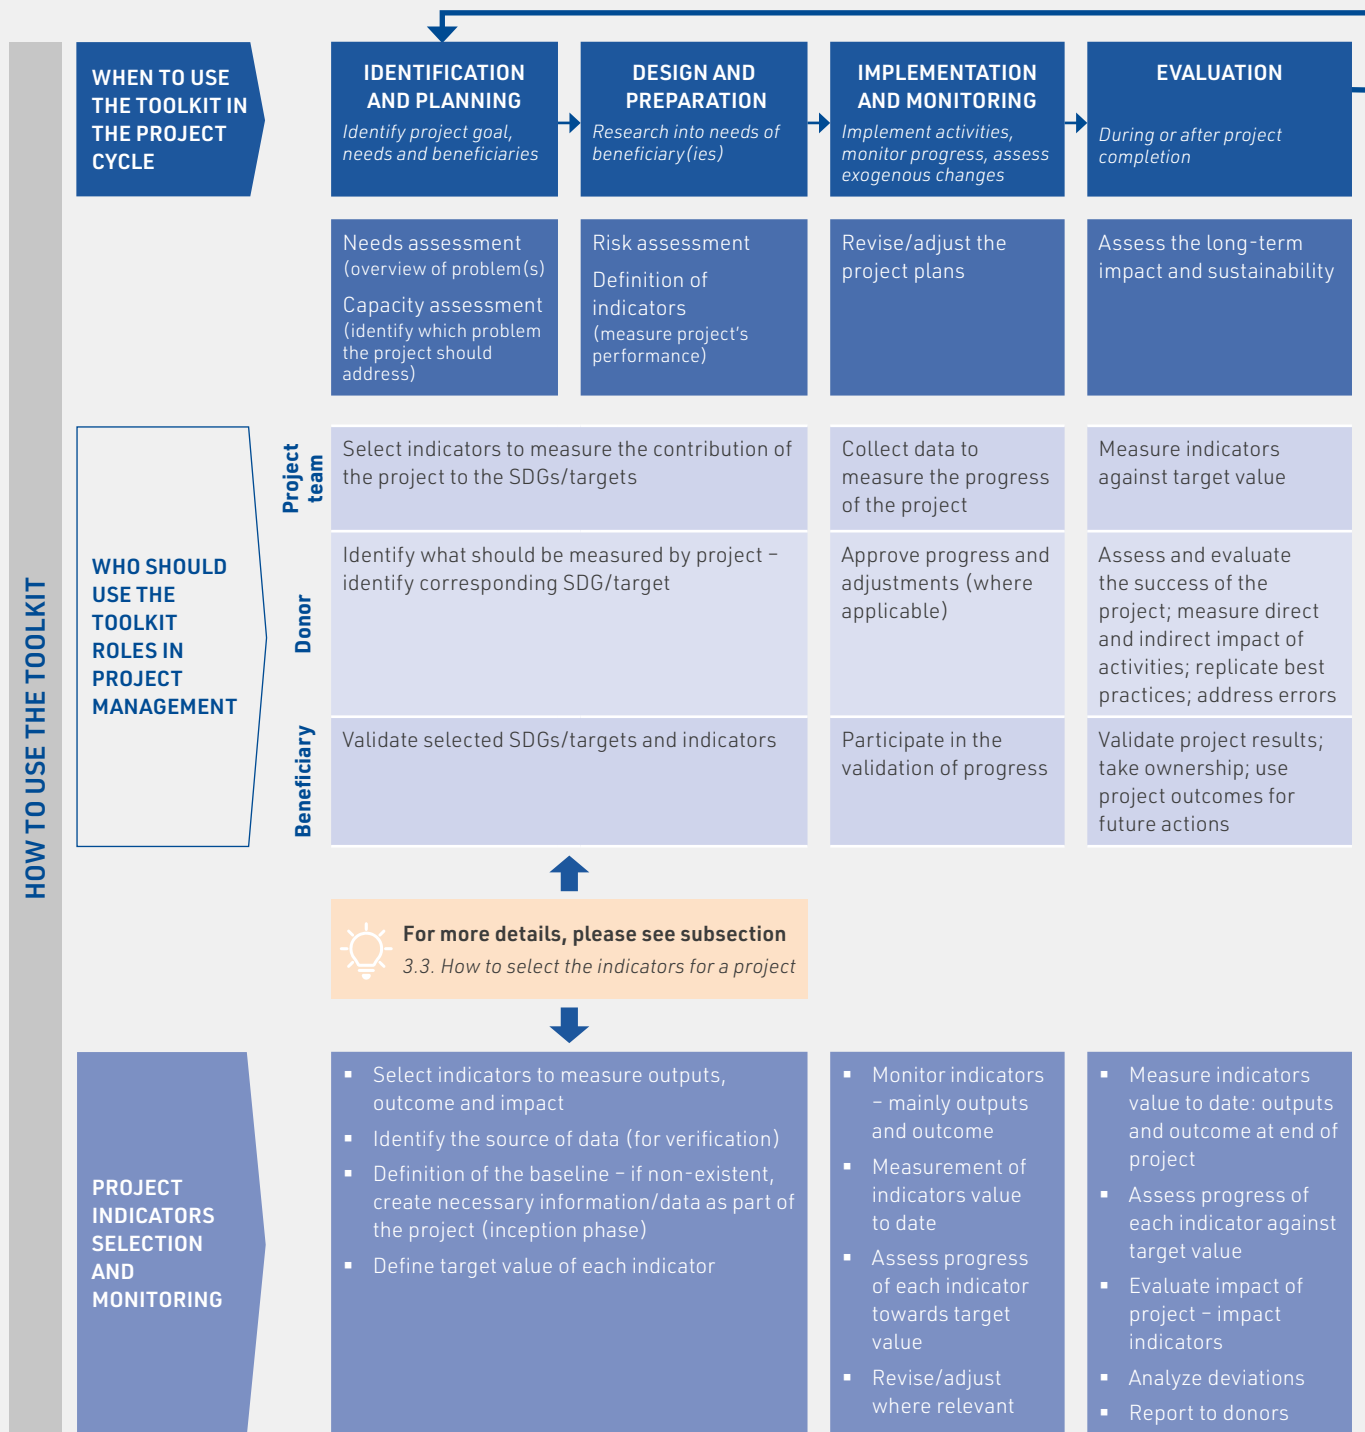 HOW TO USE THE TOOLKIT
WHEN TO USE
THE TOOLKIT IN
THE PROJECT
CYCLE
IDENTIFICATION
AND PLANNING
Identify project goal,
needs and beneficiaries
DESIGN AND
PREPARATION
Research into needs of
beneficiary(ies)
IMPLEMENTATION
AND MONITORING
Implement activities,
monitor progress, assess
exogenous changes
EVALUATION
During or after project
completion
Needs assessment
(overview of problem(s)
Capacity assessment
(identify which problem
the project should
address)
Risk assessment
Definition of
indicators
(measure project's
performance)
Revise/adjust the
project plans
Assess the long-term
impact and sustainability
WHO SHOULD
USE THE
TOOLKIT
ROLES IN
PROJECT
MANAGEMENT
Project
team
Select indicators to measure the contribution of
the project to the SDGs/targets
Collect data to
measure the progress
of the project
Measure indicators
against target value
Donor
Identify what should be measured by project –
identify corresponding SDG/target
Approve progress and
adjustments (where
applicable)
Assess and evaluate
the success of the
project; measure direct
and indirect impact of
activities; replicate best
practices; address errors
Beneficiary
Validate selected SDGs/targets and indicators
Participate in the
validation of progress
Validate project results;
take ownership; use
project outcomes for
future actions
For more details, please see subsection
3.3. How to select the indicators for a project
PROJECT
INDICATORS
SELECTION
AND
MONITORING
▪ Select indicators to measure outputs,
outcome and impact
▪ Identify the source of data (for verification)
▪ Definition of the baseline – if non-existent,
create necessary information/data as part of
the project (inception phase)
▪ Define target value of each indicator
▪ Monitor indicators
– mainly outputs
and outcome
▪ Measurement of
indicators value
to date
▪ Assess progress
of each indicator
towards target
value
▪ Revise/adjust
where relevant
▪ Measure indicators
value to date: outputs
and outcome at end of
project
▪ Assess progress of
each indicator against
target value
▪ Evaluate impact of
project – impact
indicators
▪ Analyze deviations
▪ Report to donors